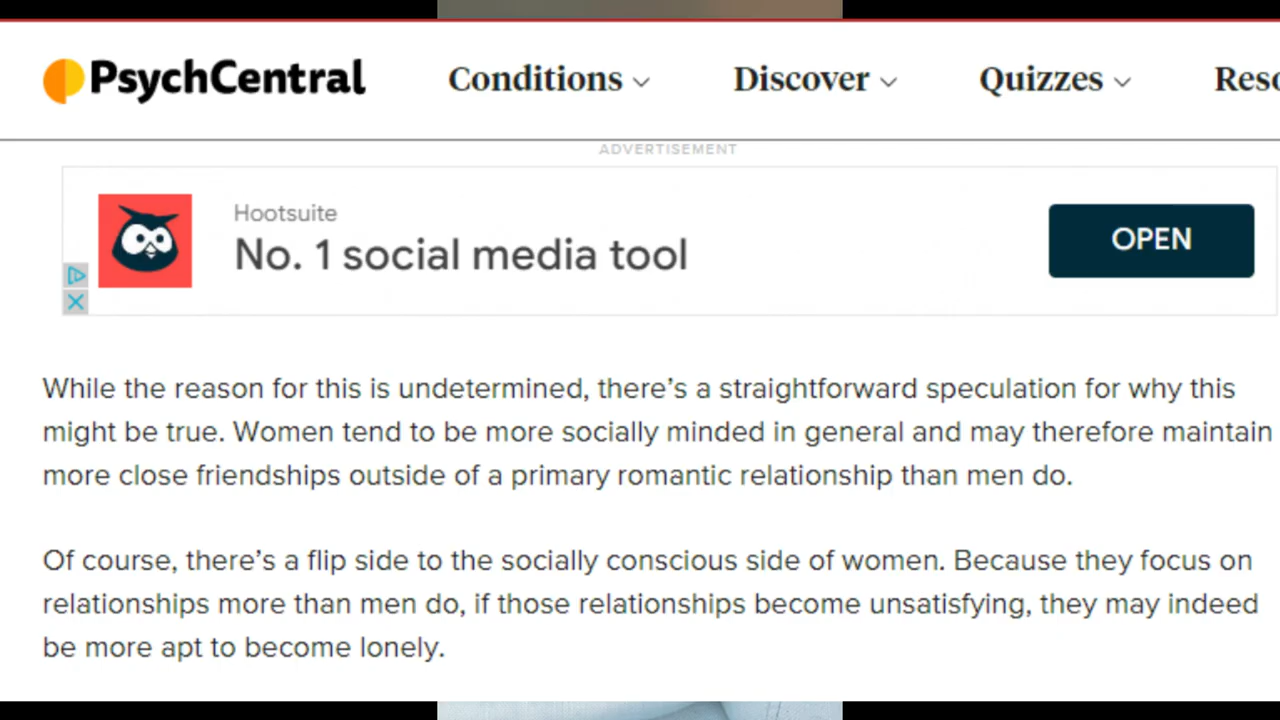 PsychCentral
Conditions
Discover
Quizzes
Reso
ADVERTISEMENT
Hootsuite
No. 1 social media tool
OPEN
While the reason for this is undetermined, there's a straightforward speculation for why this
might be true. Women tend to be more socially minded in general and may therefore maintain
more close friendships outside of a primary romantic relationship than men do.
Of course, there's a flip side to the socially conscious side of women. Because they focus on
relationships more than men do, if those relationships become unsatisfying, they may indeed
be more apt to become lonely.